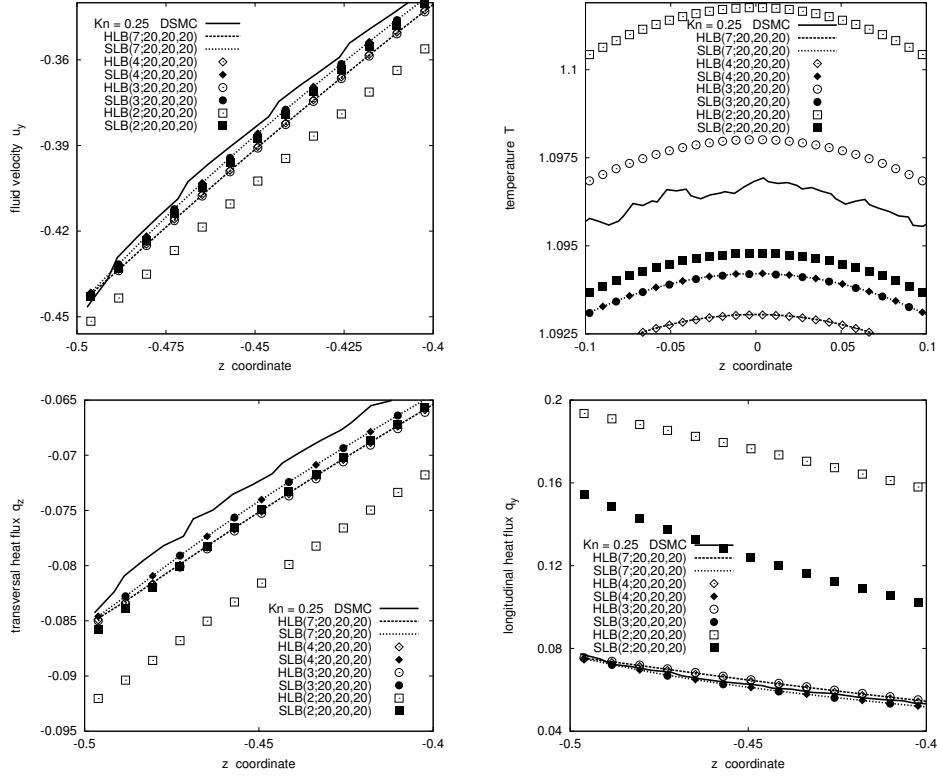 -0.36
-0.39
-0.42
-0.45
fluid velocity u_y
Kn = 0.25 DSMC
HLB(7;20,20,20)
SLB(7;20,20,20)
HLB(4;20,20,20)
SLB(4;20,20,20)
HLB(3;20,20,20)
SLB(3;20,20,20)
HLB(2;20,20,20)
SLB(2;20,20,20)
-0.5
-0.475
-0.45
-0.425
-0.4
z coordinate
1.1
1.0975
1.095
1.0925
temperature T
Kn = 0.25 DSMC
HLB(7;20,20,20)
SLB(7;20,20,20)
HLB(4;20,20,20)
SLB(4;20,20,20)
HLB(3;20,20,20)
SLB(3;20,20,20)
HLB(2;20,20,20)
SLB(2;20,20,20)
-0.1
-0.05
0
0.05
0.1
z coordinate
-0.065
-0.07
-0.075
-0.08
-0.085
-0.09
-0.095
transversal heat flux q_z
Kn = 0.25 DSMC
HLB(7;20,20,20)
SLB(7;20,20,20)
HLB(4;20,20,20)
SLB(4;20,20,20)
HLB(3;20,20,20)
SLB(3;20,20,20)
HLB(2;20,20,20)
SLB(2;20,20,20)
-0.5
-0.45
-0.4
z coordinate
0.2
0.16
0.12
0.08
0.04
longitudinal heat flux q_y
Kn = 0.25 DSMC
HLB(7;20,20,20)
SLB(7;20,20,20)
HLB(4;20,20,20)
SLB(4;20,20,20)
HLB(3;20,20,20)
SLB(3;20,20,20)
HLB(2;20,20,20)
SLB(2;20,20,20)
-0.5
-0.45
-0.4
z coordinate